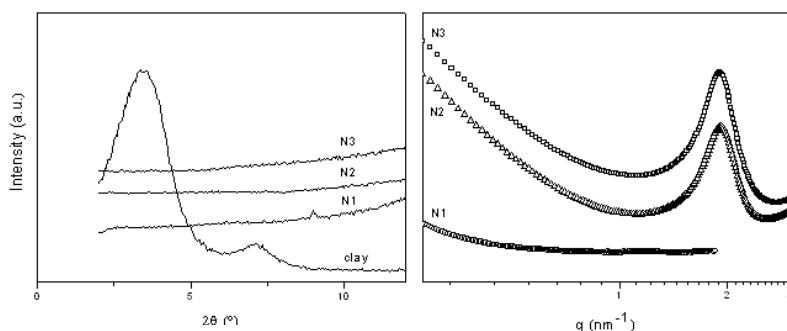 Intensity (a.u.)
N3
N2
N1
clay
0
5
10
2θ (º)
N3
N2
N1
1
2
q (nm⁻¹)